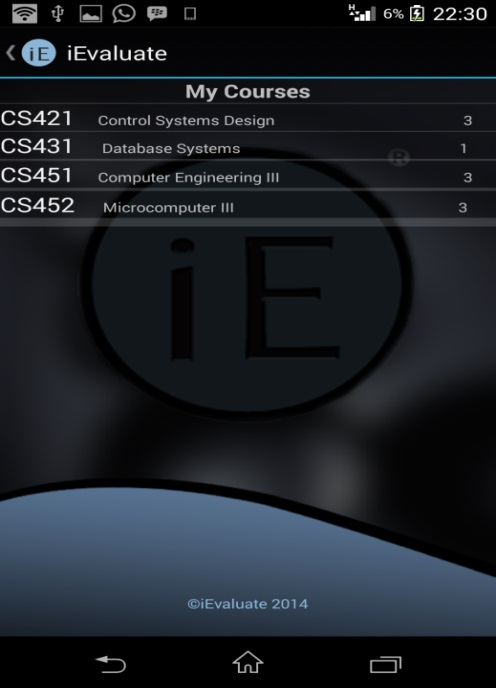 H 6% 22:30
iE iEvaluate
My Courses
CS421 Control Systems Design 3
CS431 Database Systems 1
CS451 Computer Engineering III 3
CS452 Microcomputer III 3
®
iE
©iEvaluate 2014